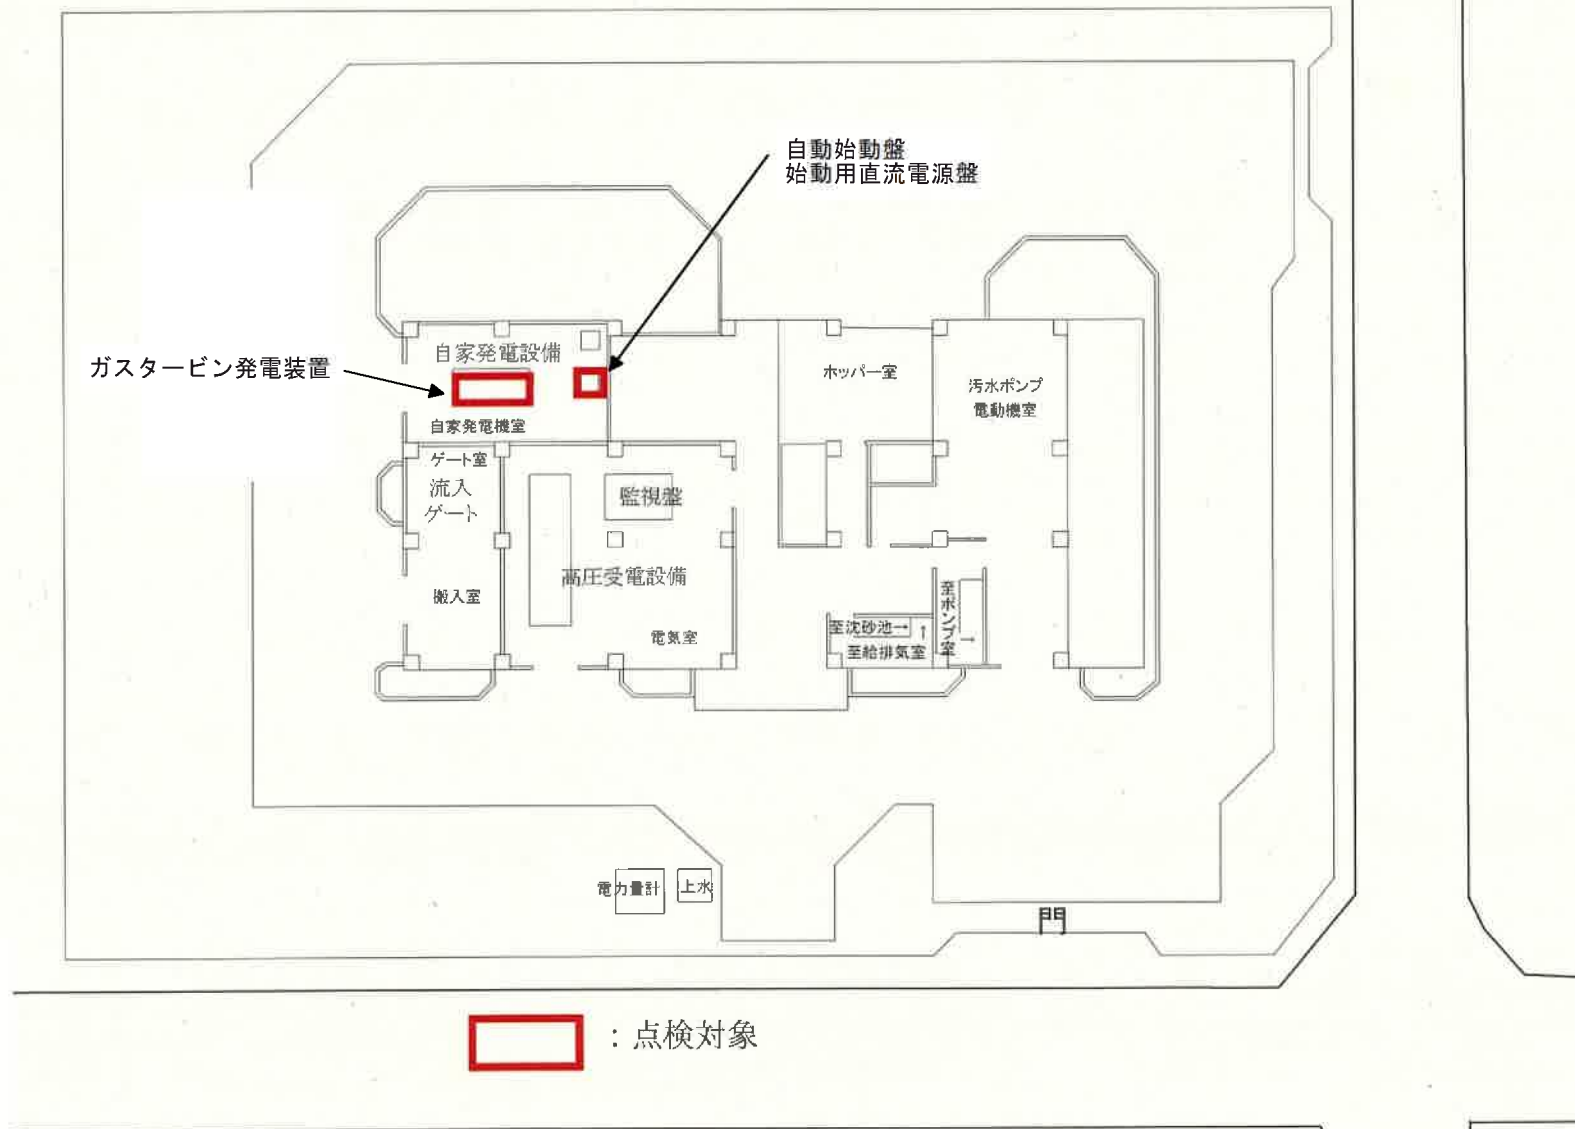 自動始動盤
始動用直流電源盤
ガスタービン発電装置
自家発電設備
自家発電機室
ホッパー室
汚水ポンプ
電動機室
ゲート室
流入
ゲート
監視盤
高圧受電設備
搬入室
電気室
至沈砂池→
↑
至給排気室
至ポンプ室
→
電力量計
上水
門
：点検対象